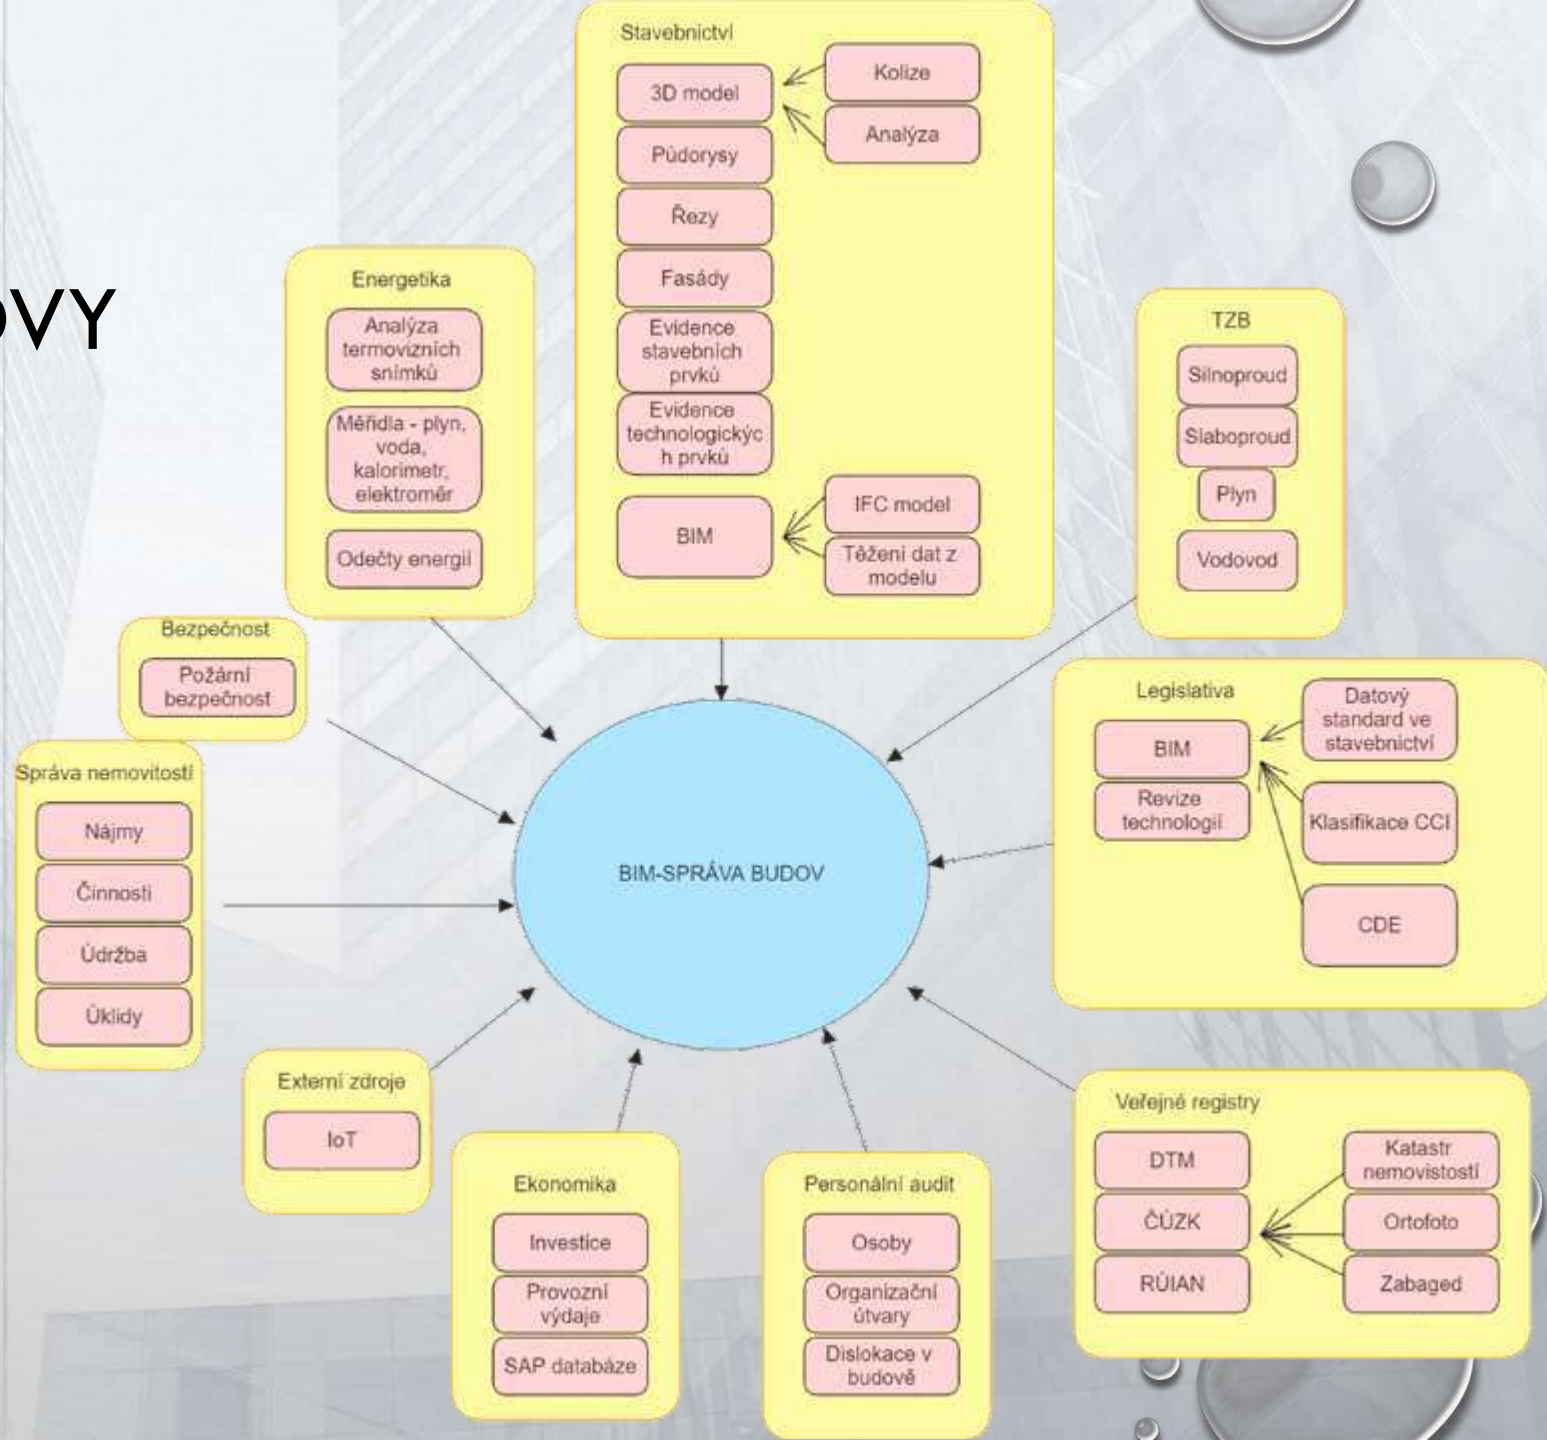 OVY
Stavebnictví
3D model
Kolize
Analýza
Půdorysy
Řezy
Fasády
Evidence
stavebních
prvků
Evidence
technologickýc
h prvků
BIM
IFC model
Těžení dat z
modelu
Energetika
Analýza
termovizních
snímků
Měřidla - plyn,
voda,
kalorimetr,
elektroměr
Odečty energií
TZB
Silnoproud
Slaboproud
Plyn
Vodovod
Bezpečnost
Požární
bezpečnost
Správa nemovitostí
Nájmy
Činnosti
Údržba
Úklidy
BIM-SPRÁVA BUDOV
Legislativa
BIM
Revize
technologií
Datový
standard ve
stavebnictví
Klasifikace CCI
CDE
Externí zdroje
IoT
Ekonomika
Investice
Provozní
výdaje
SAP databáze
Personální audit
Osoby
Organizační
útvary
Dislokace v
budově
Veřejné registry
DTM
ČÚZK
RÚIAN
Katastr
nemovistostí
Ortofoto
Zabaged